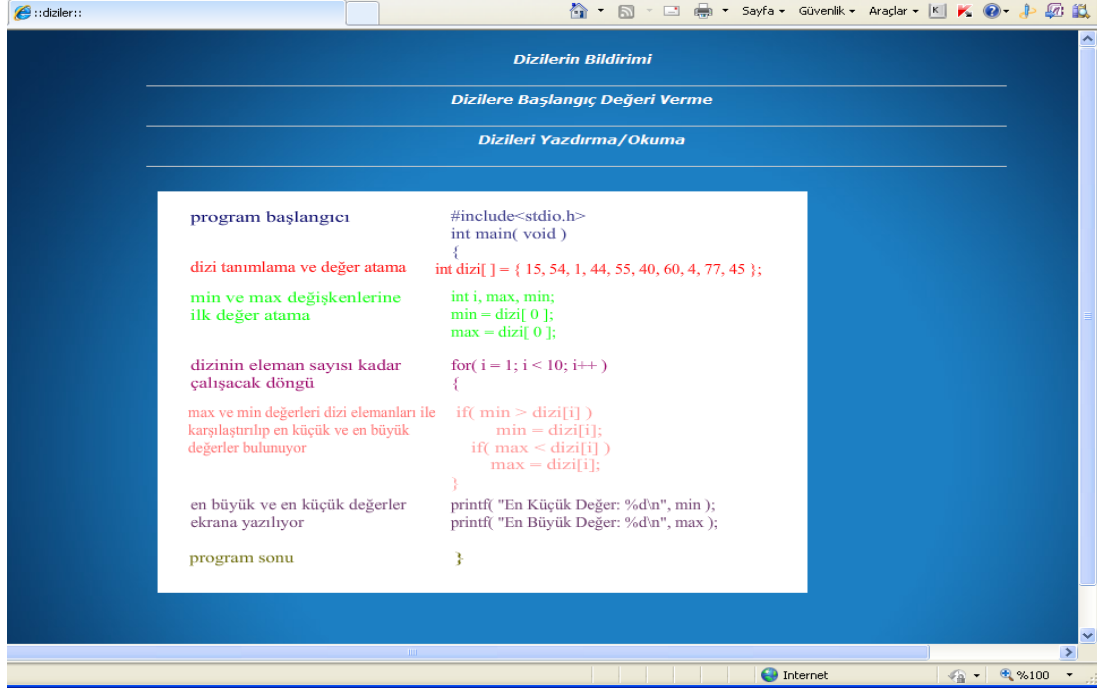 ::diziler::
Sayfa Güvenlik Araçlar
Dizilerin Bildirimi
Dizilere Başlangıç Değeri Verme
Dizileri Yazdırma/Okuma
program başlangıcı
#include<stdio.h>
int main( void )
{
dizi tanımlama ve değer atama
int dizi[ ] = { 15, 54, 1, 44, 55, 40, 60, 4, 77, 45 };
min ve max değişkenlerine
ilk değer atama
int i, max, min;
min = dizi[ 0 ];
max = dizi[ 0 ];
dizinin eleman sayısı kadar
çalışacak döngü
for( i = 1; i < 10; i++ )
{
max ve min değerleri dizi elemanları ile
karşılaştırılıp en küçük ve en büyük
değerler bulunuyor
if( min > dizi[i] )
min = dizi[i];
if( max < dizi[i] )
max = dizi[i];
}
en büyük ve en küçük değerler
ekrana yazılıyor
printf( "En Küçük Değer: %d\n", min );
printf( "En Büyük Değer: %d\n", max );
program sonu
}
Internet
%100